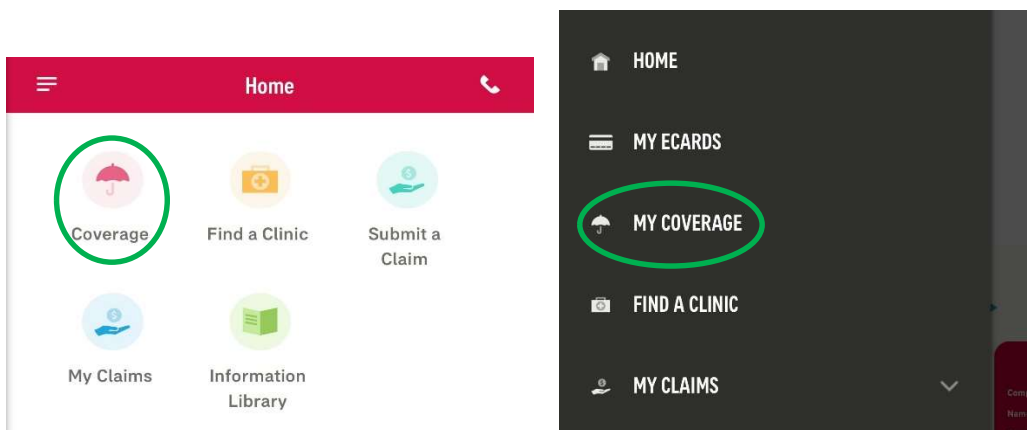 Home
Coverage
Find a Clinic
Submit a
Claim
My Claims
Information
Library
HOME
MY ECARDS
MY COVERAGE
FIND A CLINIC
MY CLAIMS